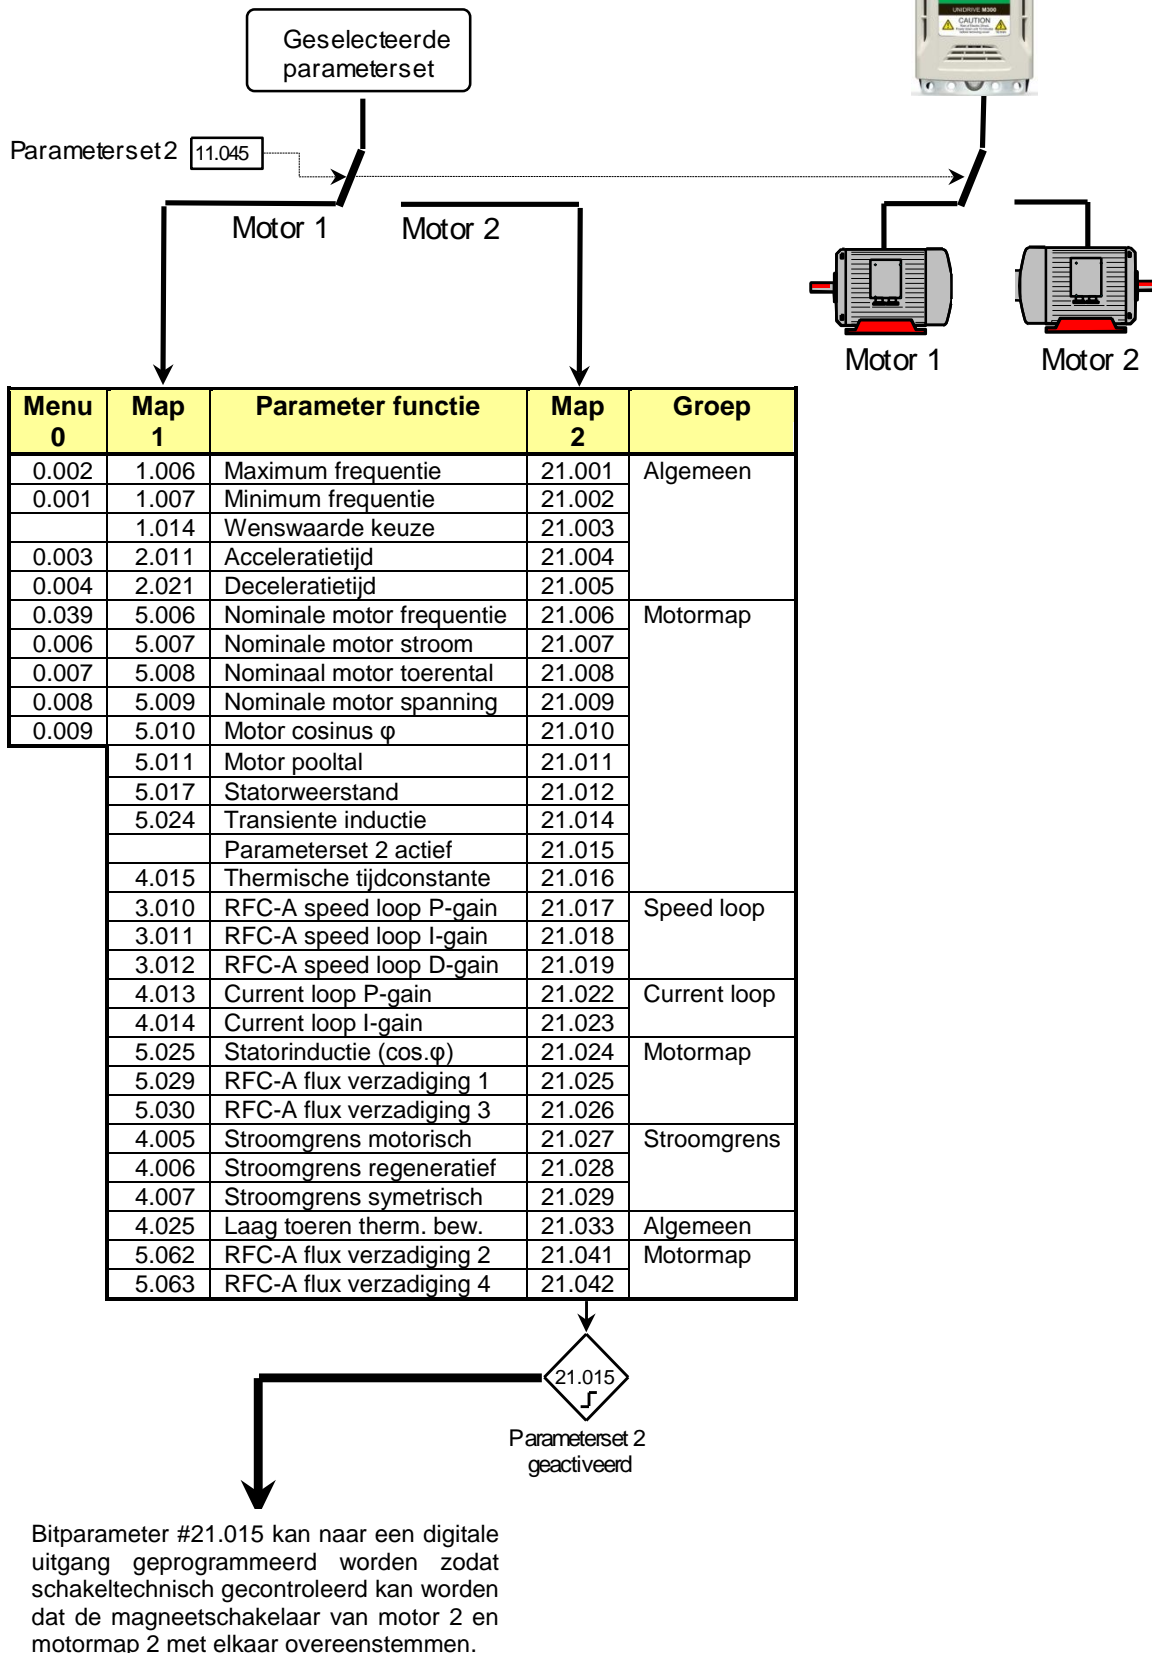 UNIDRIVE M300
CAUTION
Geselecteerde
parameterset
Parameterset 2 11.045
Motor 1 Motor 2
Motor 1 Motor 2
Menu 0 Map 1 Parameter functie Map 2 Groep
0.002 1.006 Maximum frequentie 21.001 Algemeen
0.001 1.007 Minimum frequentie 21.002
1.014 Wenswaarde keuze 21.003
0.003 2.011 Acceleratietijd 21.004
0.004 2.021 Deceleratietijd 21.005
0.039 5.006 Nominale motor frequentie 21.006 Motormap
0.006 5.007 Nominale motor stroom 21.007
0.007 5.008 Nominaal motor toerental 21.008
0.008 5.009 Nominale motor spanning 21.009
0.009 5.010 Motor cosinus φ 21.010
5.011 Motor pooltal 21.011
5.017 Statorweerstand 21.012
5.024 Transiente inductie 21.014
Parameterset 2 actief 21.015
4.015 Thermische tijdconstante 21.016
3.010 RFC-A speed loop P-gain 21.017 Speed loop
3.011 RFC-A speed loop I-gain 21.018
3.012 RFC-A speed loop D-gain 21.019
4.013 Current loop P-gain 21.022 Current loop
4.014 Current loop I-gain 21.023
5.025 Statorinductie (cos.φ) 21.024 Motormap
5.029 RFC-A flux verzadiging 1 21.025
5.030 RFC-A flux verzadiging 3 21.026
4.005 Stroomgrens motorisch 21.027 Stroomgrens
4.006 Stroomgrens regeneratief 21.028
4.007 Stroomgrens symetrisch 21.029
4.025 Laag toeren therm. bew. 21.033 Algemeen
5.062 RFC-A flux verzadiging 2 21.041 Motormap
5.063 RFC-A flux verzadiging 4 21.042
21.015
Parameterset 2
geactiveerd
Bitparameter #21.015 kan naar een digitale
uitgang geprogrammeerd worden zodat
schakeltechnisch gecontroleerd kan worden
dat de magneetschakelaar van motor 2 en
motormap 2 met elkaar overeenstemmen.